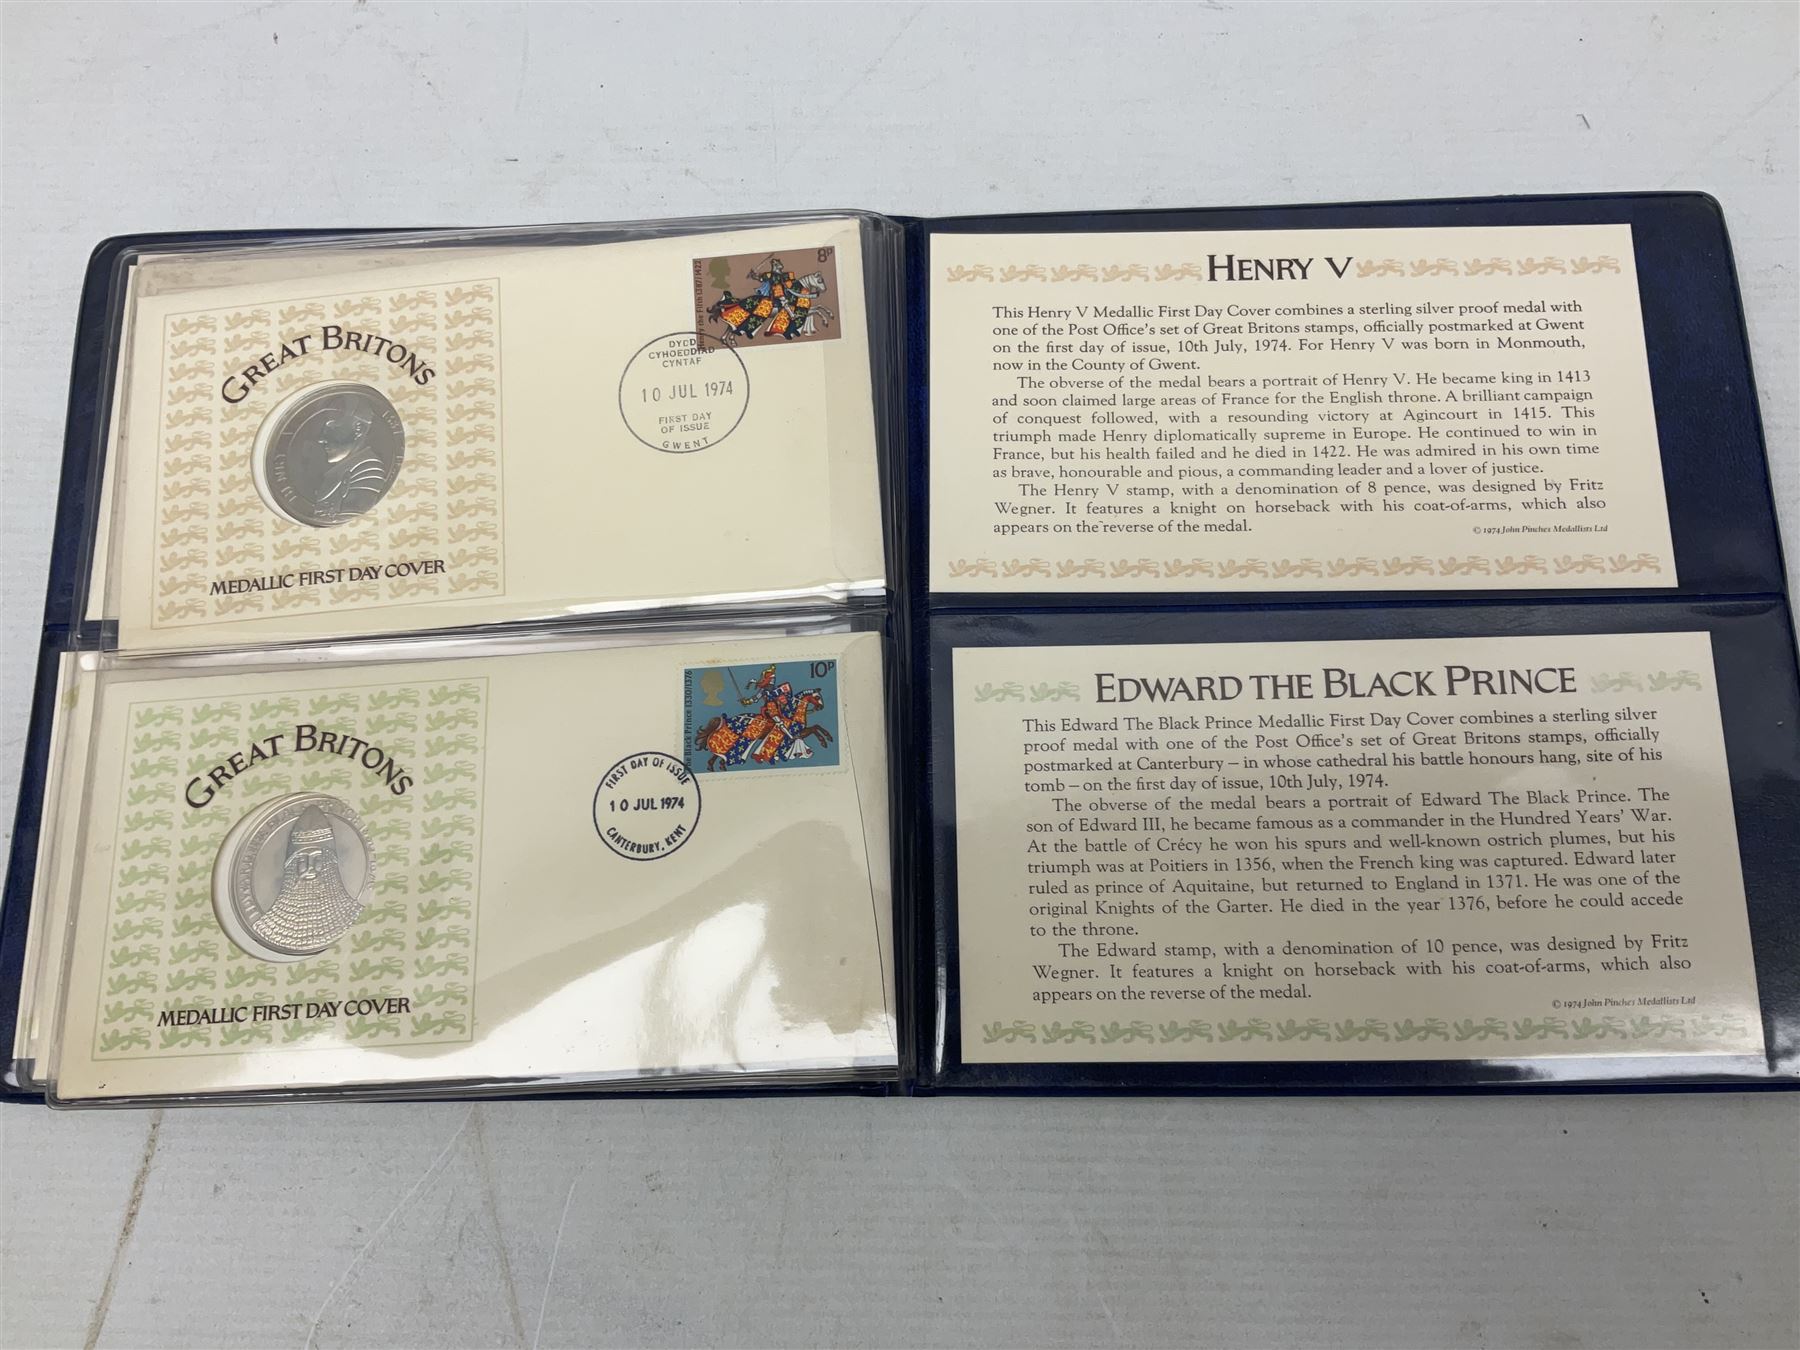 GREAT BRITONS
MEDALLIC FIRST DAY COVER
8P
Henry the Fifth 1387/1422
DYDD
CYHOEDDIAD
CYNTAF
10 JUL 1974
FIRST DAY
OF ISSUE
GWENT
HENRY V
GREAT BRITONS
MEDALLIC FIRST DAY COVER
10P
The Black Prince 1330/1376
FIRST DAY OF ISSUE
10 JUL 1974
CANTERBURY, KENT
HENRY V
This Henry V Medallic First Day Cover combines a sterling silver proof medal with
one of the Post Office's set of Great Britons stamps, officially postmarked at Gwent
on the first day of issue, 10th July, 1974. For Henry V was born in Monmouth,
now in the County of Gwent.
The obverse of the medal bears a portrait of Henry V. He became king in 1413
and soon claimed large areas of France for the English throne. A brilliant campaign
of conquest followed, with a resounding victory at Agincourt in 1415. This
triumph made Henry diplomatically supreme in Europe. He continued to win in
France, but his health failed and he died in 1422. He was admired in his own time
as brave, honourable and pious, a commanding leader and a lover of justice.
The Henry V stamp, with a denomination of 8 pence, was designed by Fritz
Wegner. It features a knight on horseback with his coat-of-arms, which also
appears on the reverse of the medal.
© 1974 John Pinches Medallists Ltd
EDWARD THE BLACK PRINCE
This Edward The Black Prince Medallic First Day Cover combines a sterling silver
proof medal with one of the Post Office's set of Great Britons stamps, officially
postmarked at Canterbury – in whose cathedral his battle honours hang, site of his
tomb – on the first day of issue, 10th July, 1974.
The obverse of the medal bears a portrait of Edward The Black Prince. The
son of Edward III, he became famous as a commander in the Hundred Years' War.
At the battle of Crécy he won his spurs and well-known ostrich plumes, but his
triumph was at Poitiers in 1356, when the French king was captured. Edward later
ruled as prince of Aquitaine, but returned to England in 1371. He was one of the
original Knights of the Garter. He died in the year 1376, before he could accede
to the throne.
The Edward stamp, with a denomination of 10 pence, was designed by Fritz
Wegner. It features a knight on horseback with his coat-of-arms, which also
appears on the reverse of the medal.
© 1974 John Pinches Medallists Ltd